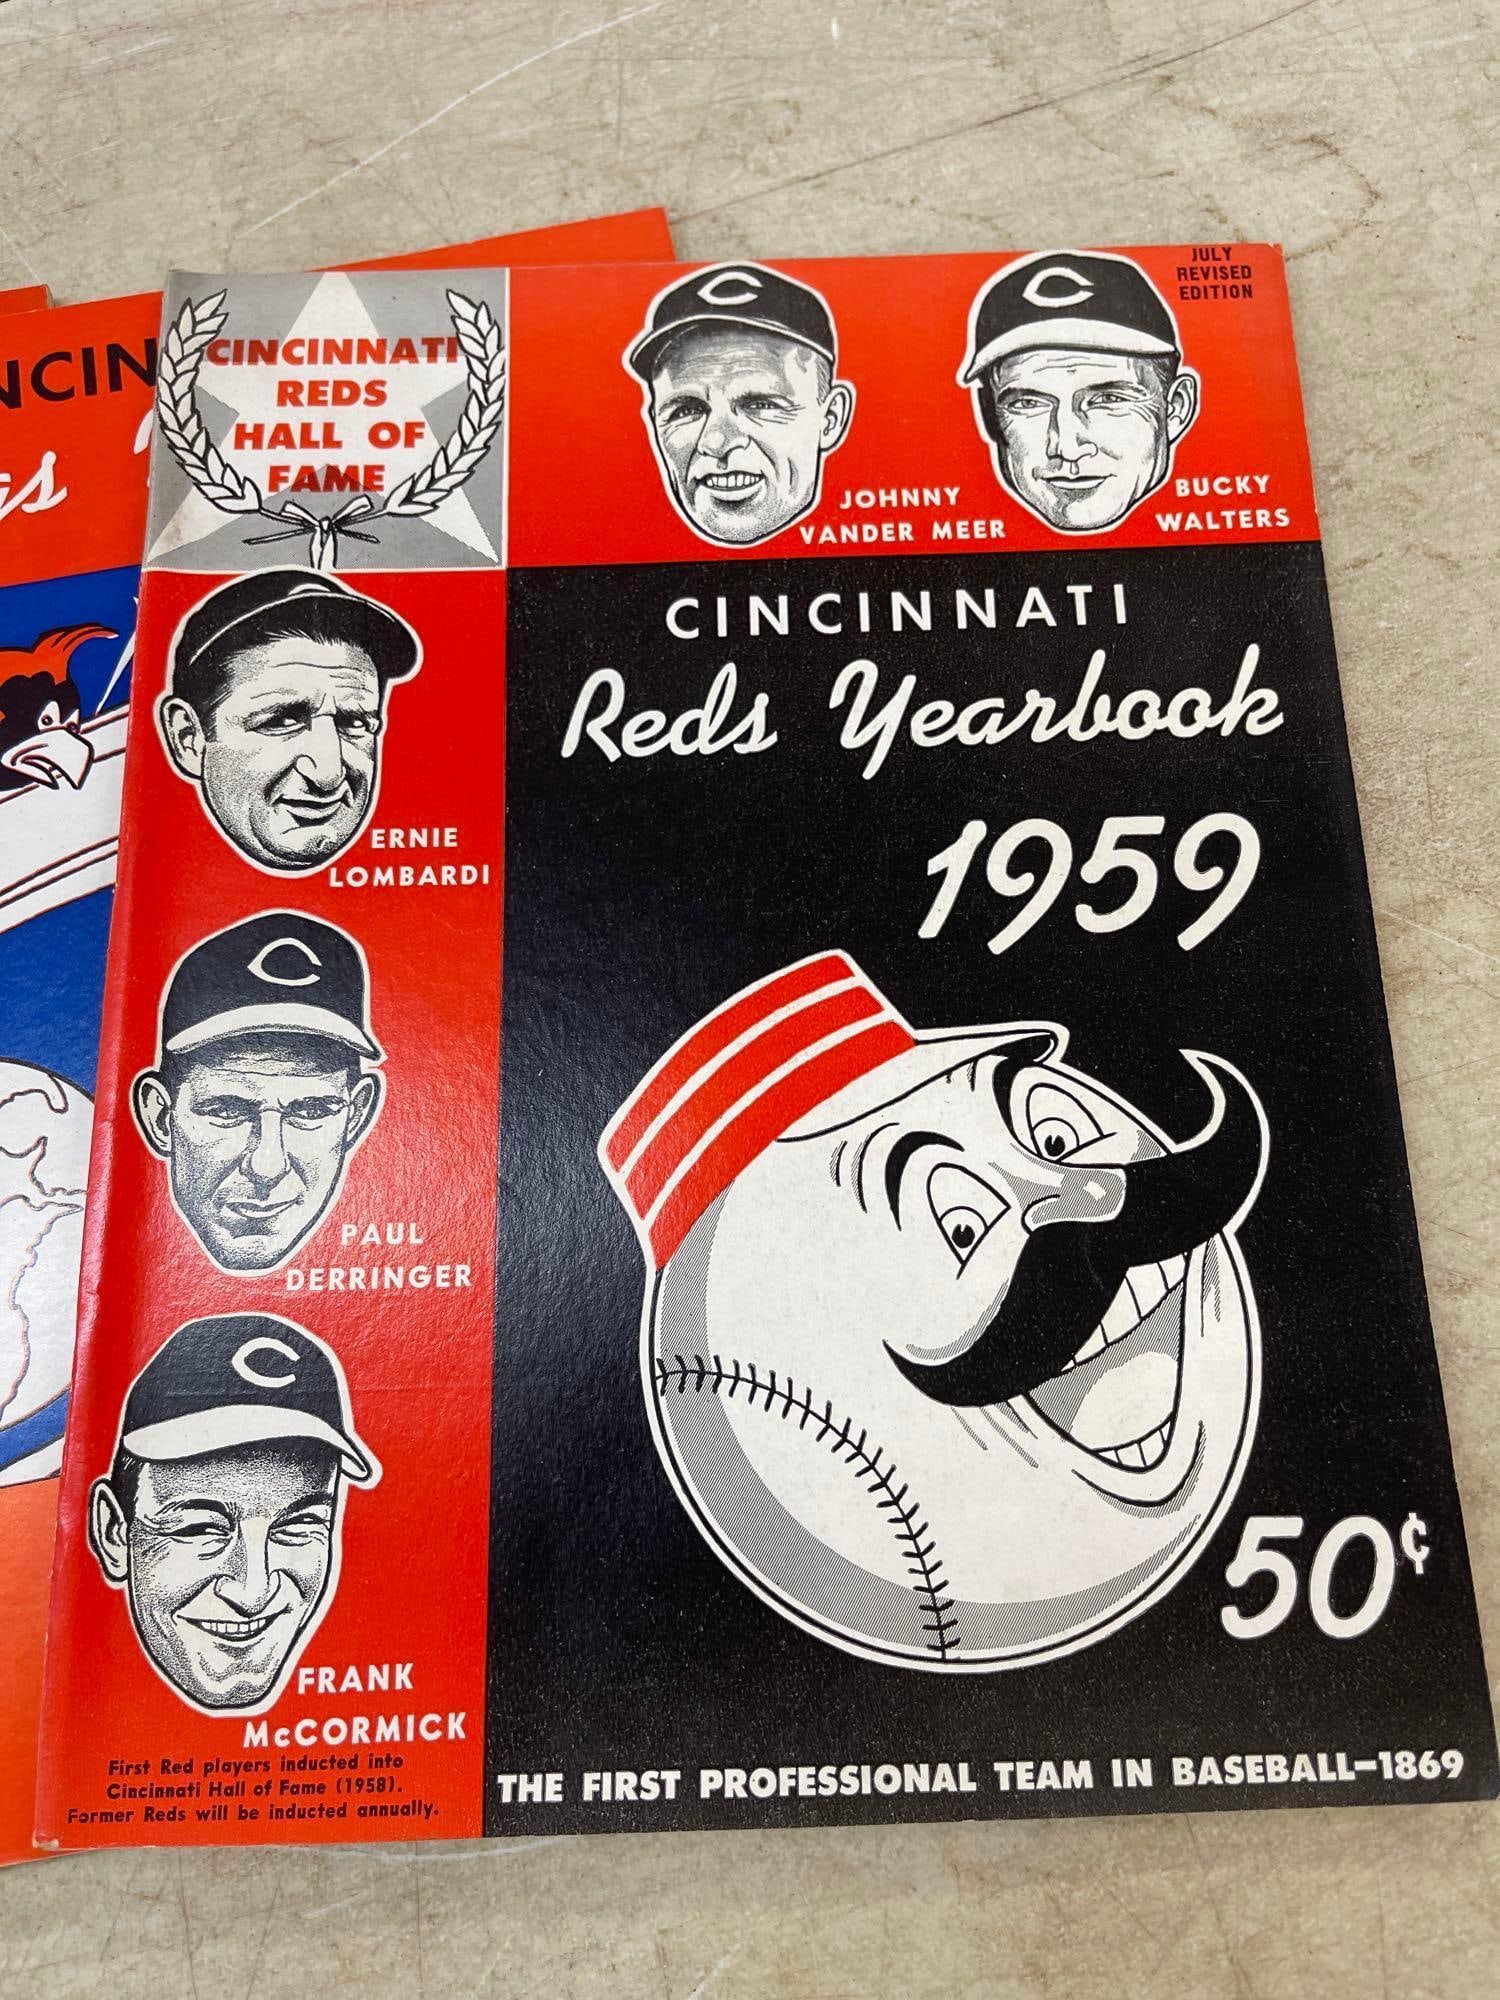 JULY
REVISED
EDITION
CINCINNATI
REDS
HALL OF
FAME
JOHNNY
VANDER MEER
BUCKY
WALTERS
CINCINNATI
Reds Yearbook
1959
ERNIE
LOMBARDI
PAUL
DERRINGER
FRANK
McCORMICK
50¢
First Red players inducted into
Cincinnati Hall of Fame (1958).
Former Reds will be inducted annually.
THE FIRST PROFESSIONAL TEAM IN BASEBALL—1869
NCIN